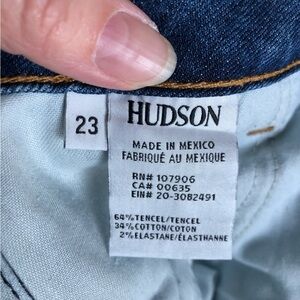 23
HUDSON
MADE IN MEXICO
FABRIQUÉ AU MEXIQUE
RN# 107906
CA# 00635
EIN# 20-3082491
64%TENCEL/TENCEL
34%COTTON/COTON
2%ELASTANE/ÉLASTHANNE